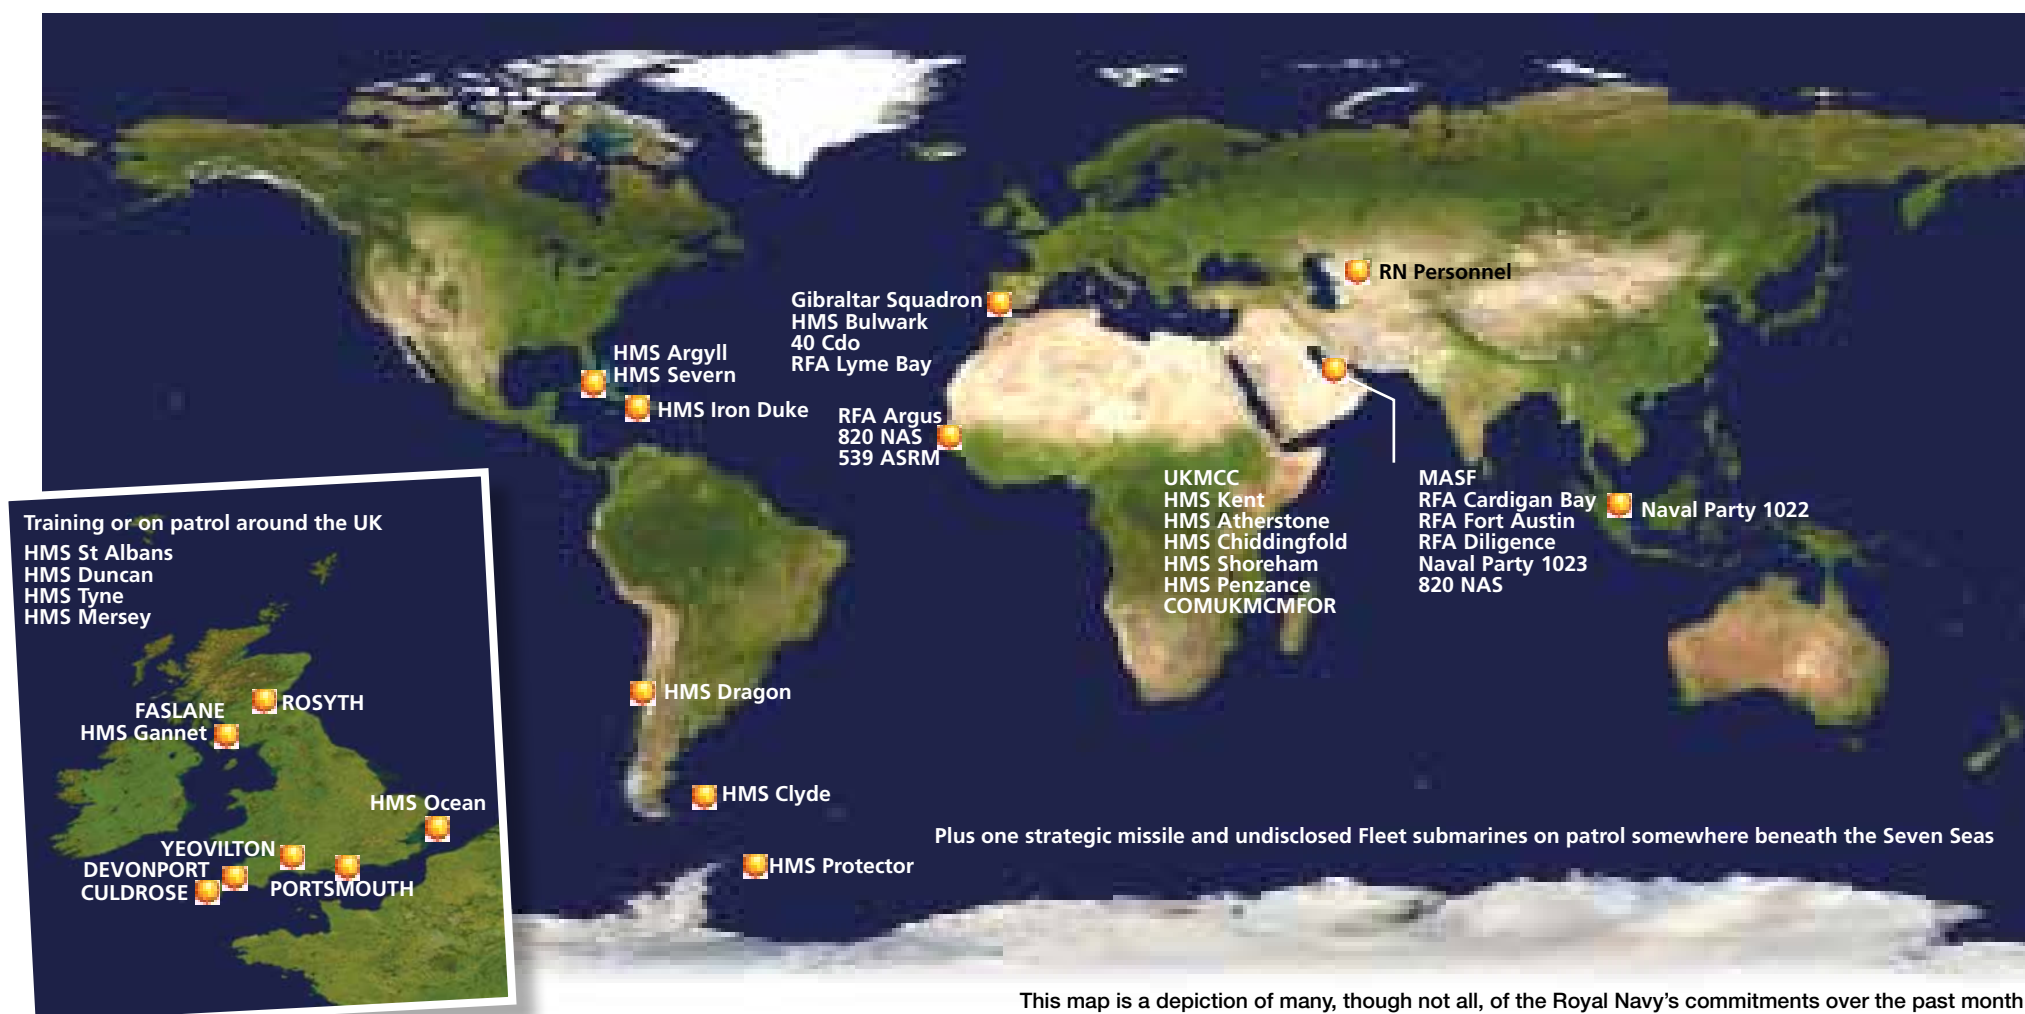 RN Personnel
Gibraltar Squadron
HMS Bulwark
40 Cdo
RFA Lyme Bay
HMS Argyll
HMS Severn
HMS Iron Duke
RFA Argus
820 NAS
539 ASRM
UKMCC
HMS Kent
HMS Atherstone
HMS Chiddingfold
HMS Shoreham
HMS Penzance
COMUKMCMFOR
MASF
RFA Cardigan Bay
RFA Fort Austin
RFA Diligence
Naval Party 1023
820 NAS
Naval Party 1022
Training or on patrol around the UK
HMS St Albans
HMS Duncan
HMS Tyne
HMS Mersey
ROSYTH
FASLANE
HMS Gannet
HMS Ocean
YEOVILTON
DEVONPORT
CULDROSE
PORTSMOUTH
HMS Dragon
HMS Clyde
HMS Protector
Plus one strategic missile and undisclosed Fleet submarines on patrol somewhere beneath the Seven Seas
This map is a depiction of many, though not all, of the Royal Navy's commitments over the past month